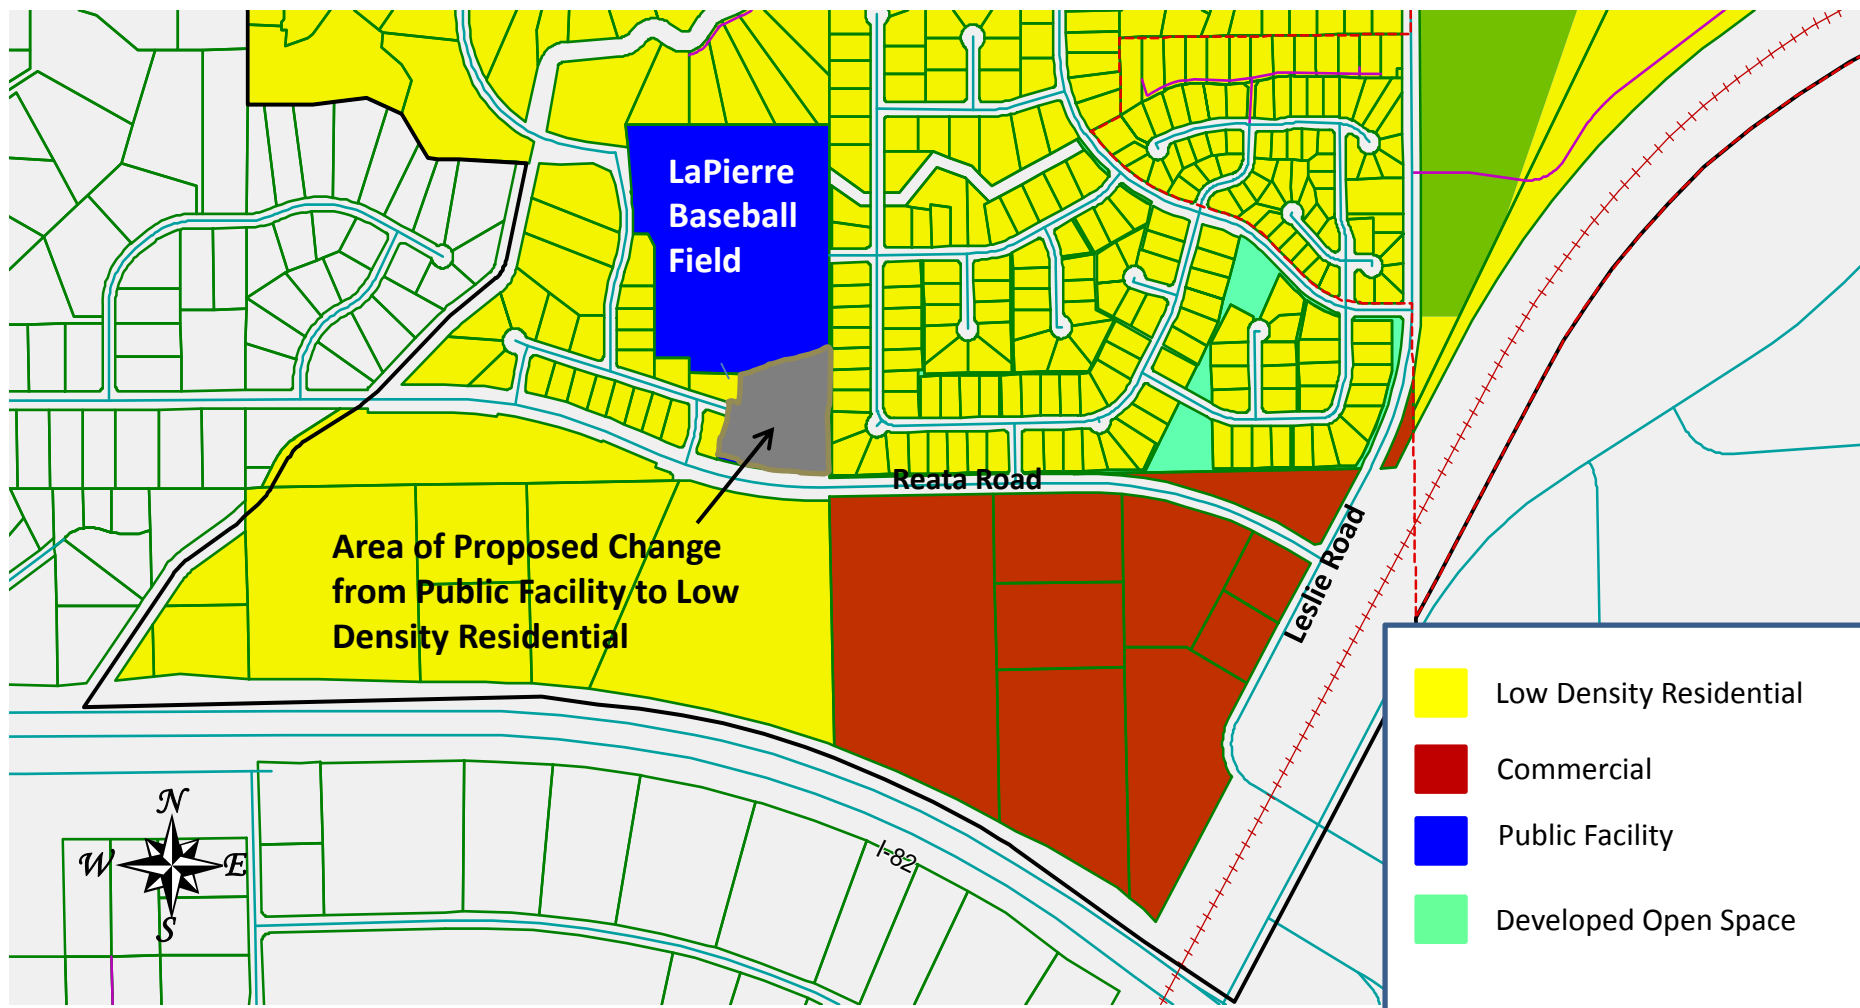 LaPierre
Baseball
Field
Reata Road
Area of Proposed Change
from Public Facility to Low
Density Residential
Leslie Road
I-82
N
W
E
S
Low Density Residential
Commercial
Public Facility
Developed Open Space